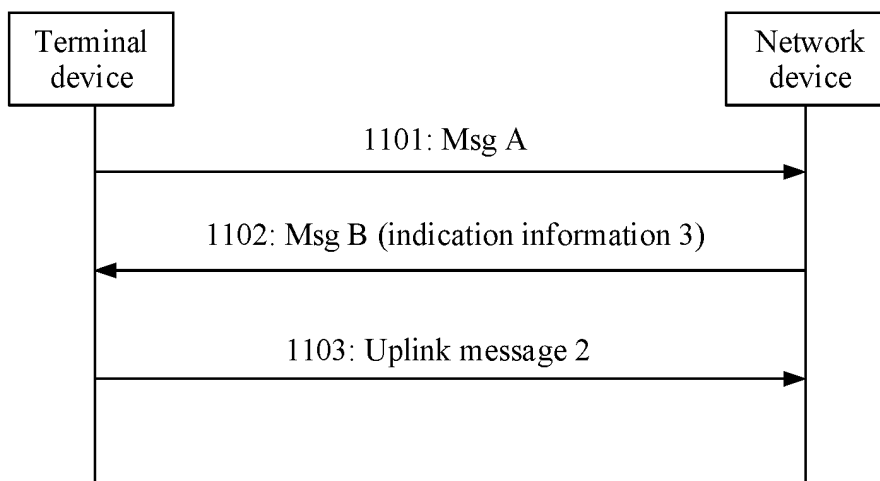 Terminal
device
Network
device
1101: Msg A
1102: Msg B (indication information 3)
1103: Uplink message 2